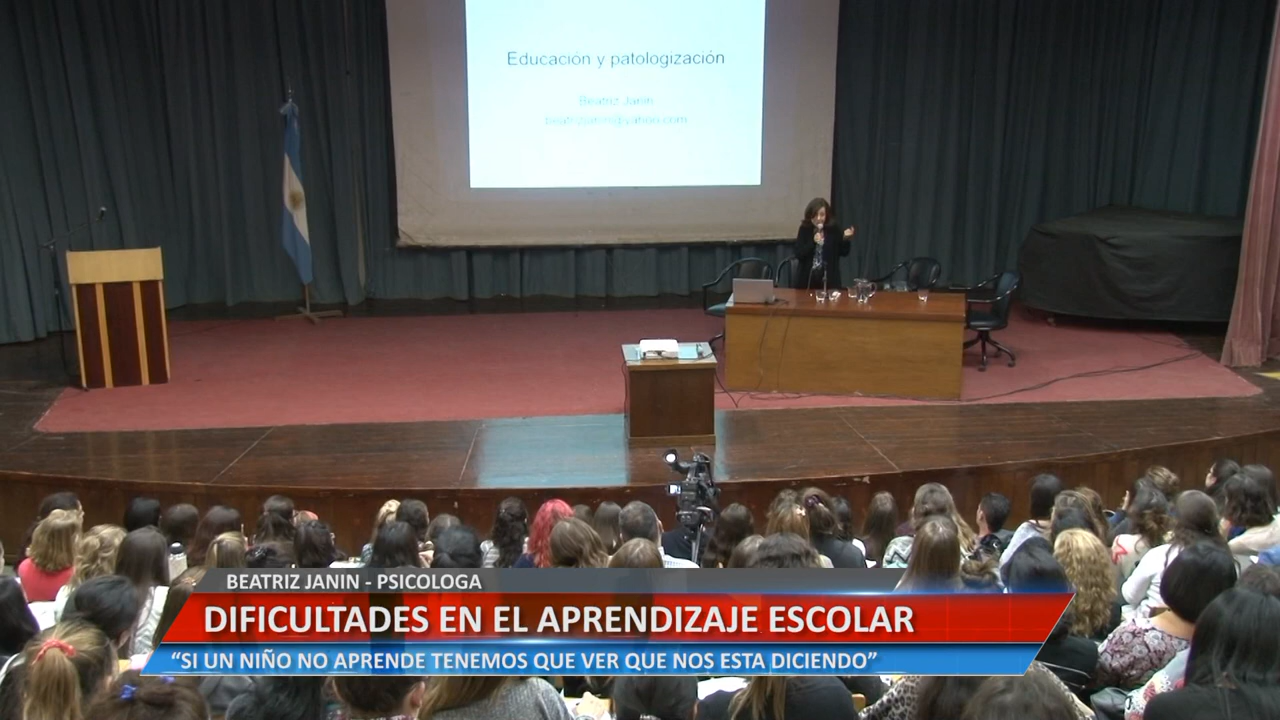 Educación y patologización
Beatriz Janin
BEATRIZ JANIN - PSICOLOGA
DIFICULTADES EN EL APRENDIZAJE ESCOLAR
“SI UN NIÑO NO APRENDE TENEMOS QUE VER QUE NOS ESTA DICIENDO”